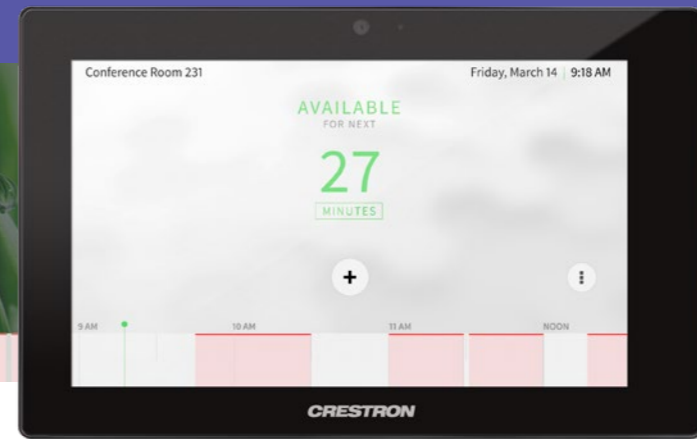 Conference Room 231
Friday, March 14 | 9:18 AM
AVAILABLE
FOR NEXT
27
MINUTES
9 AM
10 AM
11 AM
NOON
CRESTRON